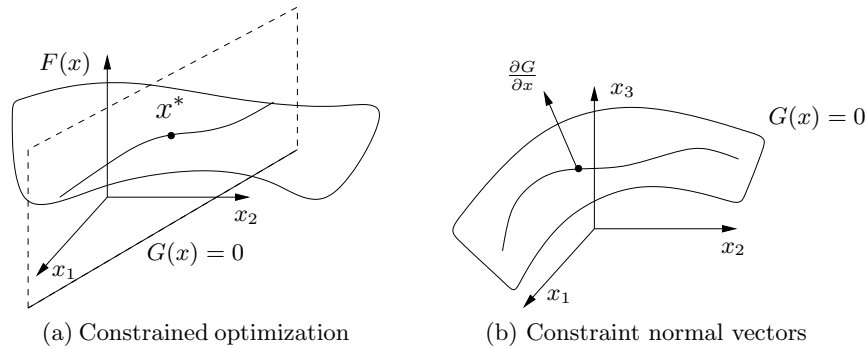 F(x)
x*
x₂
G(x) = 0
x₁
(a) Constrained optimization
∂G
∂x
x₃
G(x) = 0
x₂
x₁
(b) Constraint normal vectors